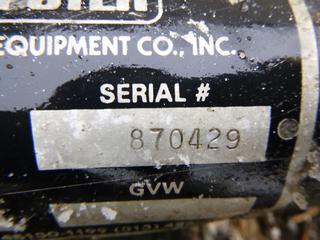 EQUIPMENT CO., INC.
SERIAL #
870429
GVW